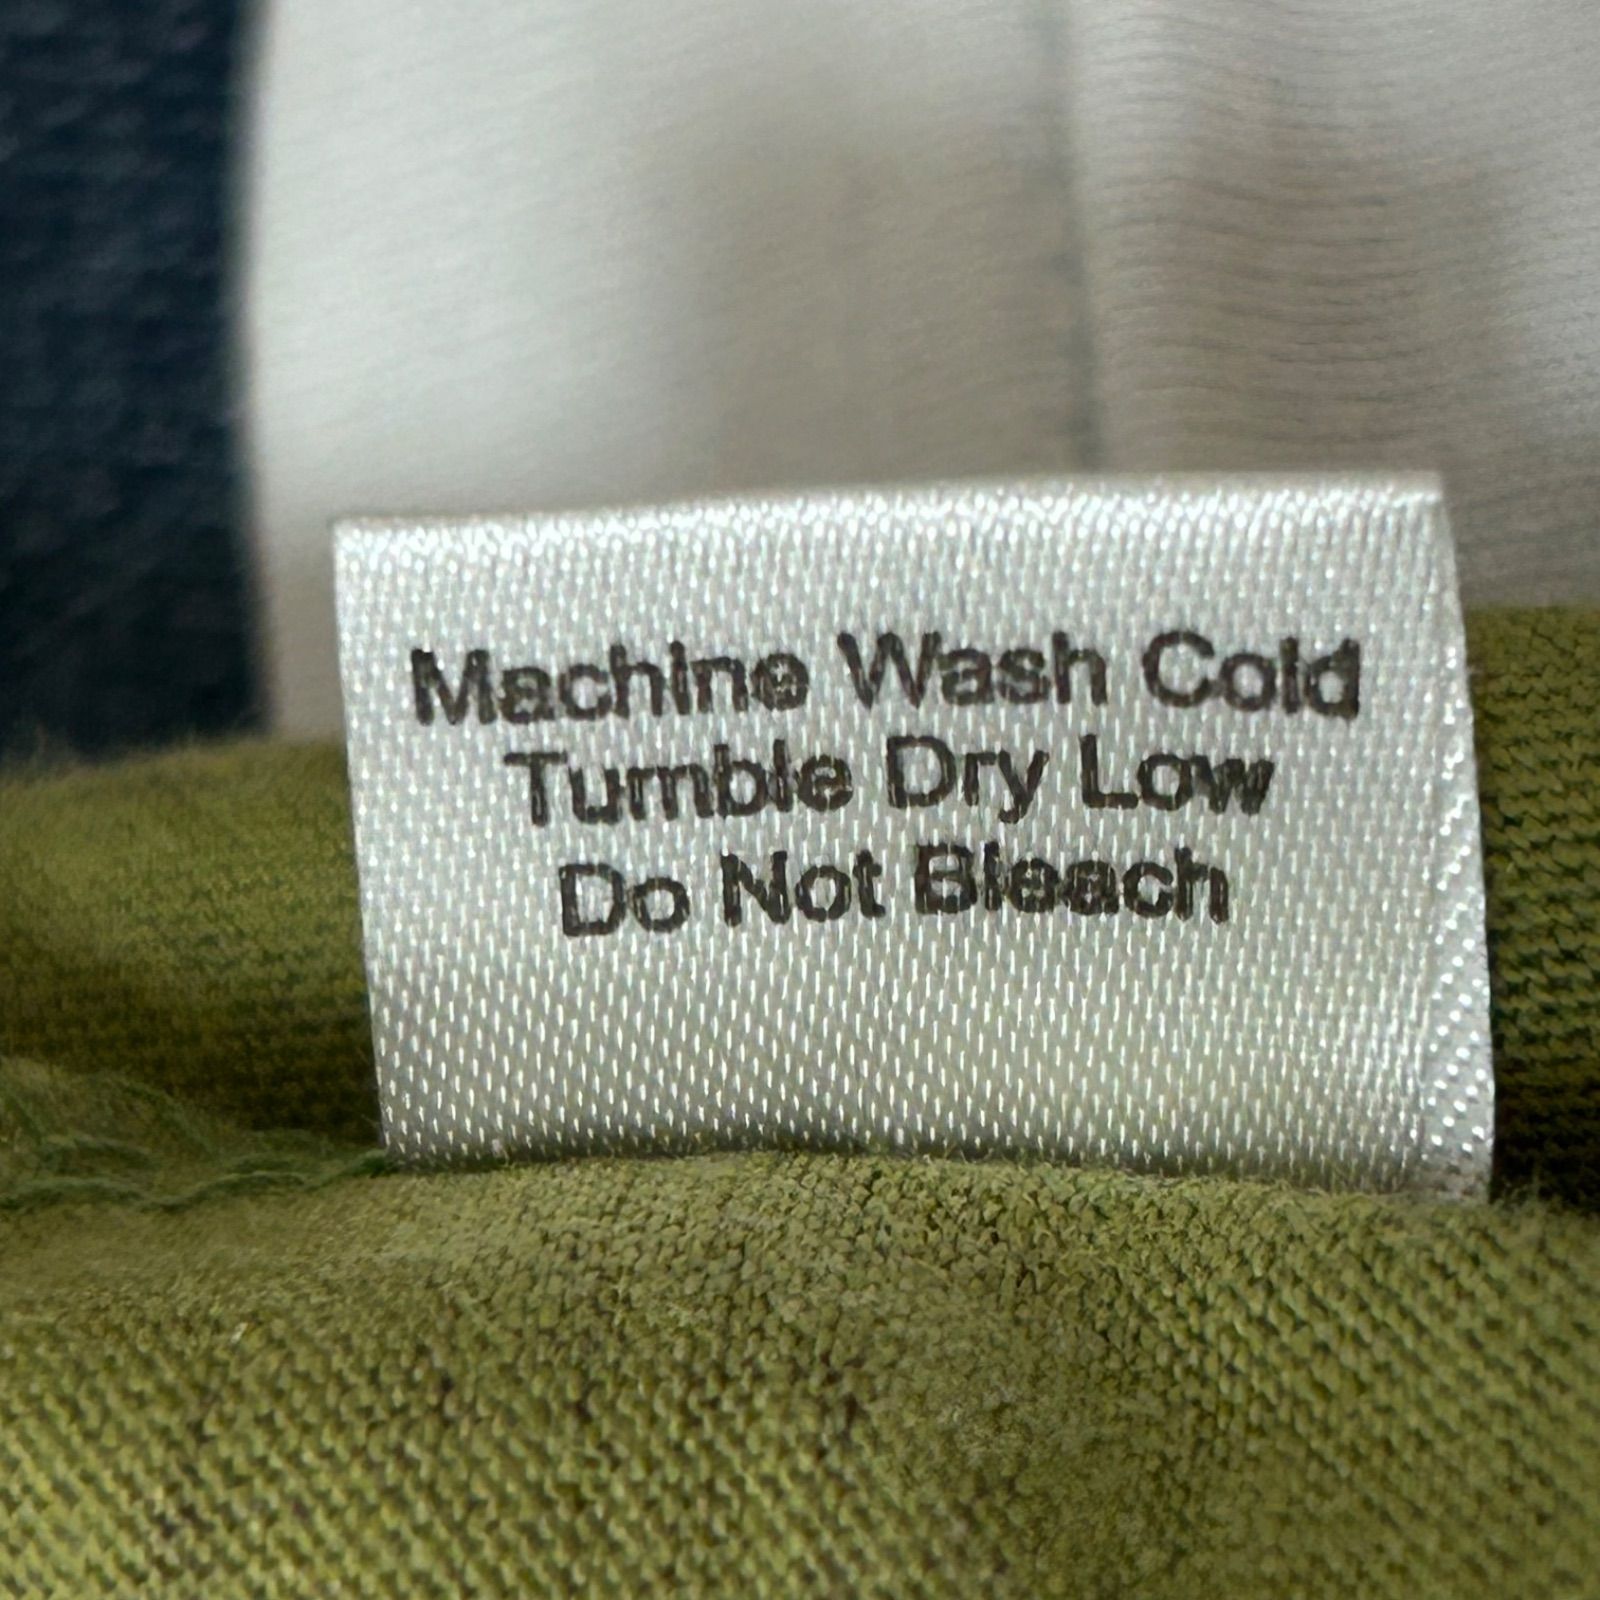 Machine Wash Cold
Tumble Dry Low
Do Not Bleach